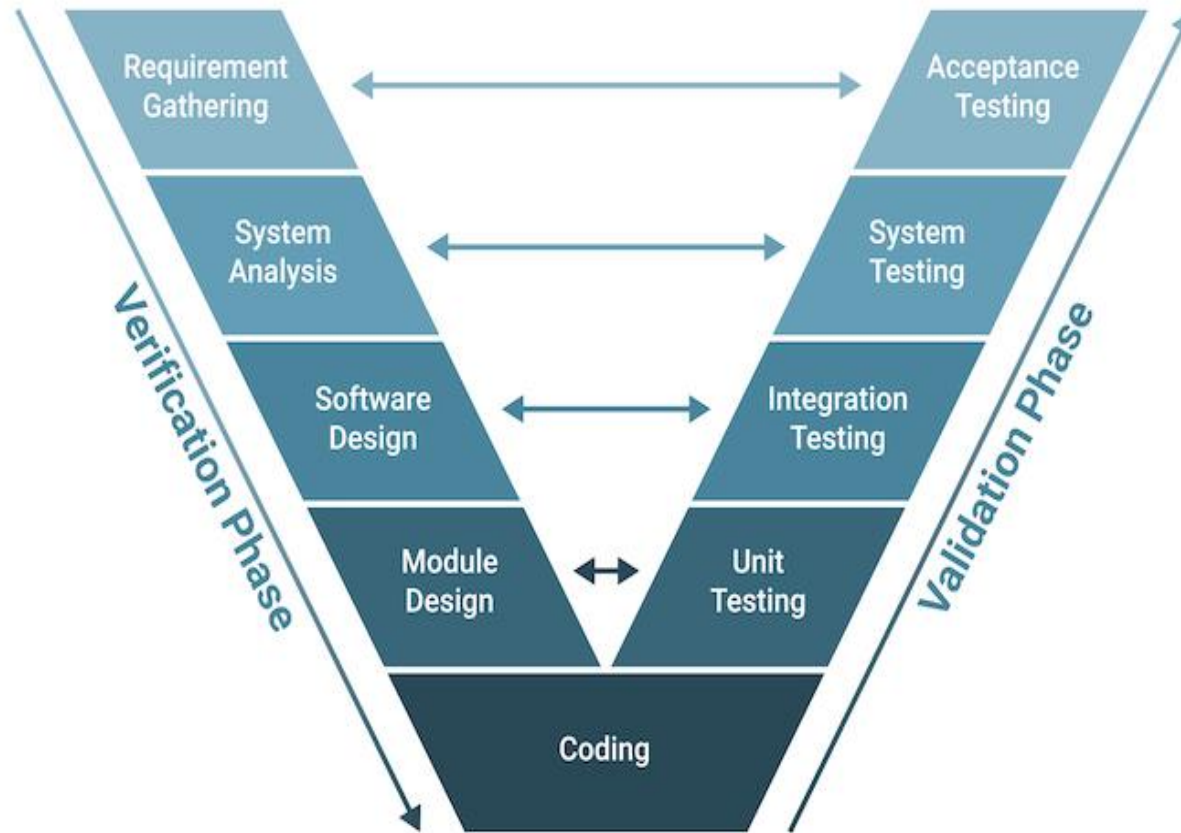 Requirement
Gathering
Acceptance
Testing
System
Analysis
System
Testing
Software
Design
Integration
Testing
Module
Design
Unit
Testing
Coding
Verification Phase
Validation Phase